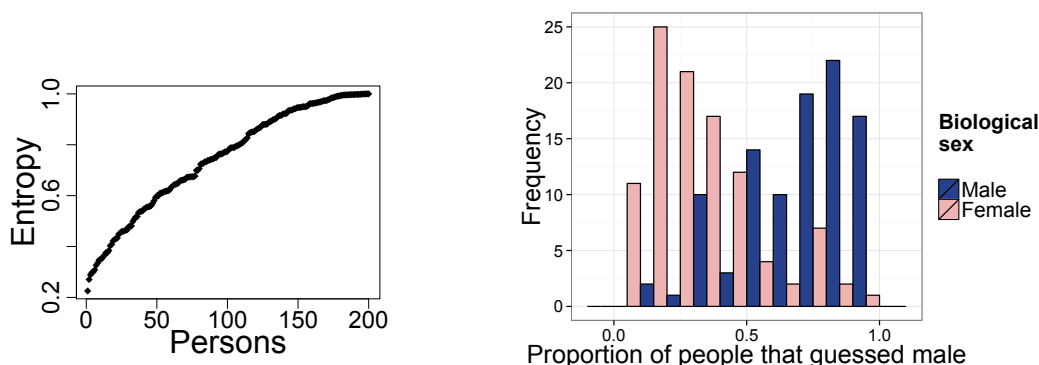 Entropy
1.0
0.6
0.2
0 50 100 150 200
Persons
Frequency
25
20
15
10
5
0
0.0 0.5 1.0
Proportion of people that guessed male
Biological
sex
Male
Female